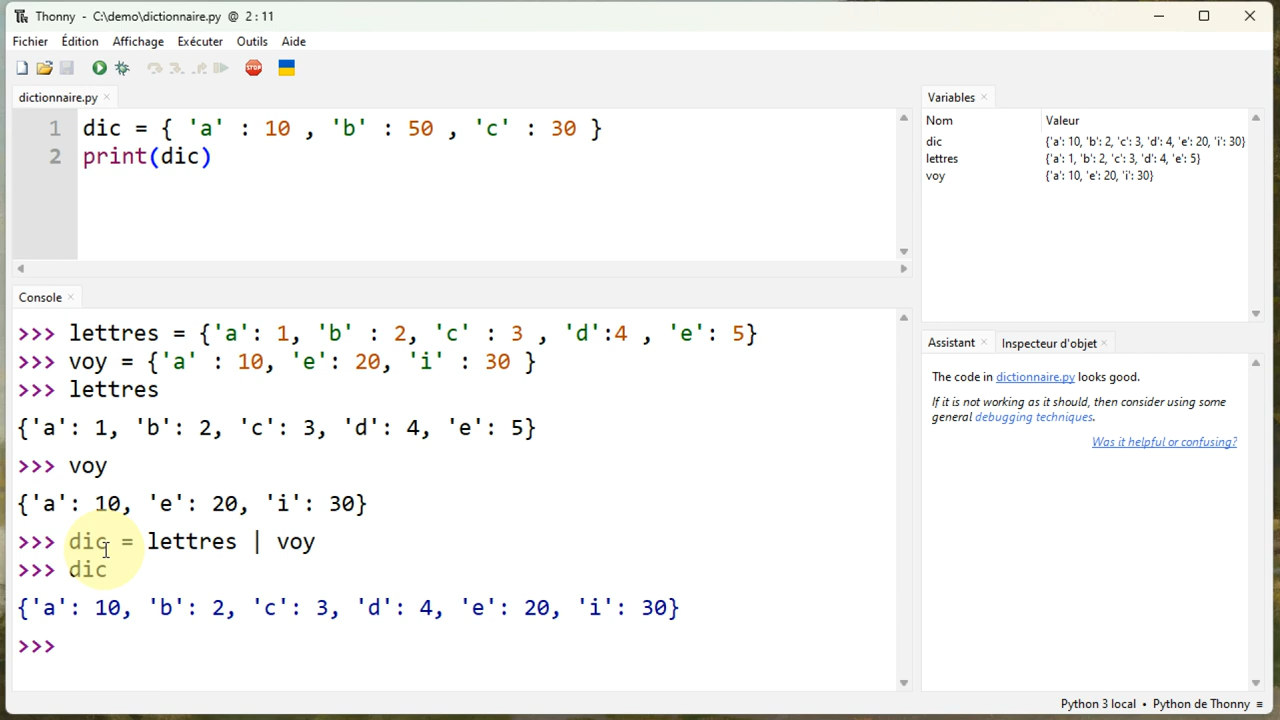 Thonny - C:\demo\dictionnaire.py @ 2:11
Fichier Édition Affichage Exécuter Outils Aide
STOP
dictionnaire.py ×
1 dic = { 'a' : 10 , 'b' : 50 , 'c' : 30 }
2 print(dic)
Console ×
>>> lettres = {'a': 1, 'b' : 2, 'c' : 3 , 'd':4 , 'e': 5}
>>> voy = {'a' : 10, 'e': 20, 'i' : 30 }
>>> lettres
{'a': 1, 'b': 2, 'c': 3, 'd': 4, 'e': 5}
>>> voy
{'a': 10, 'e': 20, 'i': 30}
>>> dic = lettres | voy
>>> dic
{'a': 10, 'b': 2, 'c': 3, 'd': 4, 'e': 20, 'i': 30}
>>>
Variables ×
Nom Valeur
dic {'a': 10, 'b': 2, 'c': 3, 'd': 4, 'e': 20, 'i': 30}
lettres {'a': 1, 'b': 2, 'c': 3, 'd': 4, 'e': 5}
voy {'a': 10, 'e': 20, 'i': 30}
Assistant × Inspecteur d'objet ×
The code in dictionnaire.py looks good.
If it is not working as it should, then consider using some
general debugging techniques.
Was it helpful or confusing?
Python 3 local • Python de Thonny ≡